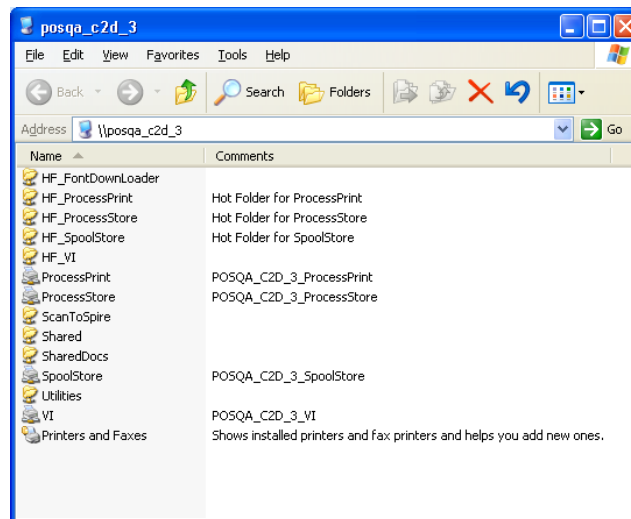 posqa_c2d_3
File Edit View Favorites Tools Help
Back Search Folders
Address \\posqa_c2d_3 Go
Name Comments
HF_FontDownLoader
HF_ProcessPrint Hot Folder for ProcessPrint
HF_ProcessStore Hot Folder for ProcessStore
HF_SpoolStore Hot Folder for SpoolStore
HF_VI
ProcessPrint POSQA_C2D_3_ProcessPrint
ProcessStore POSQA_C2D_3_ProcessStore
ScanToSpire
Shared
SharedDocs
SpoolStore POSQA_C2D_3_SpoolStore
Utilities
VI POSQA_C2D_3_VI
Printers and Faxes Shows installed printers and fax printers and helps you add new ones.